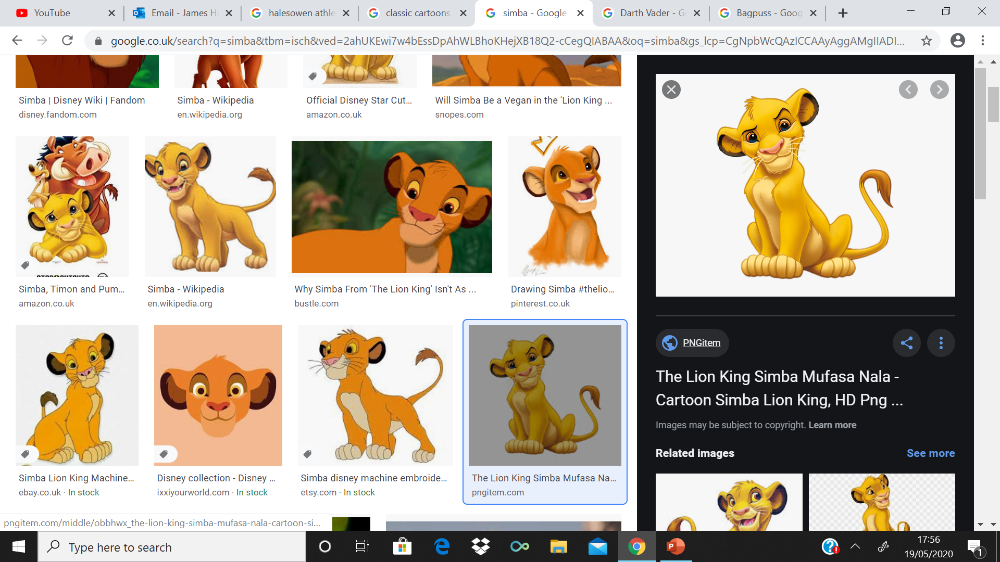 YouTube
Email - James H
halesowen athle
classic cartoons
simba - Google
Darth Vader - G
Bagpuss - Goog
google.co.uk/search?q=simba&tbm=isch&ved=2ahUKEwi7w4bEssDpAhWLBhoKHejXB18Q2-cCegQIABAA&oq=simba&gs_lcp=CgNpbWcQAzICCAAyAggAMgIIADI...
Simba | Disney Wiki | Fandom
disney.fandom.com
Simba - Wikipedia
en.wikipedia.org
Official Disney Star Cut...
amazon.co.uk
Will Simba Be a Vegan in the 'Lion King ...
snopes.com
Simba, Timon and Pum...
amazon.co.uk
Simba - Wikipedia
en.wikipedia.org
Why Simba From 'The Lion King' Isn't As ...
bustle.com
Drawing Simba #thelio...
pinterest.co.uk
Simba Lion King Machine...
ebay.co.uk · In stock
Disney collection - Disney ...
ixxiyourworld.com · In stock
Simba disney machine embroide...
etsy.com · In stock
The Lion King Simba Mufasa Na...
pngitem.com
PNGitem
The Lion King Simba Mufasa Nala -
Cartoon Simba Lion King, HD Png ...
Images may be subject to copyright. Learn more
Related images
See more
pngitem.com/middle/obbhwx_the-lion-king-simba-mufasa-nala-cartoon-si...
Type here to search
17:56
19/05/2020
1